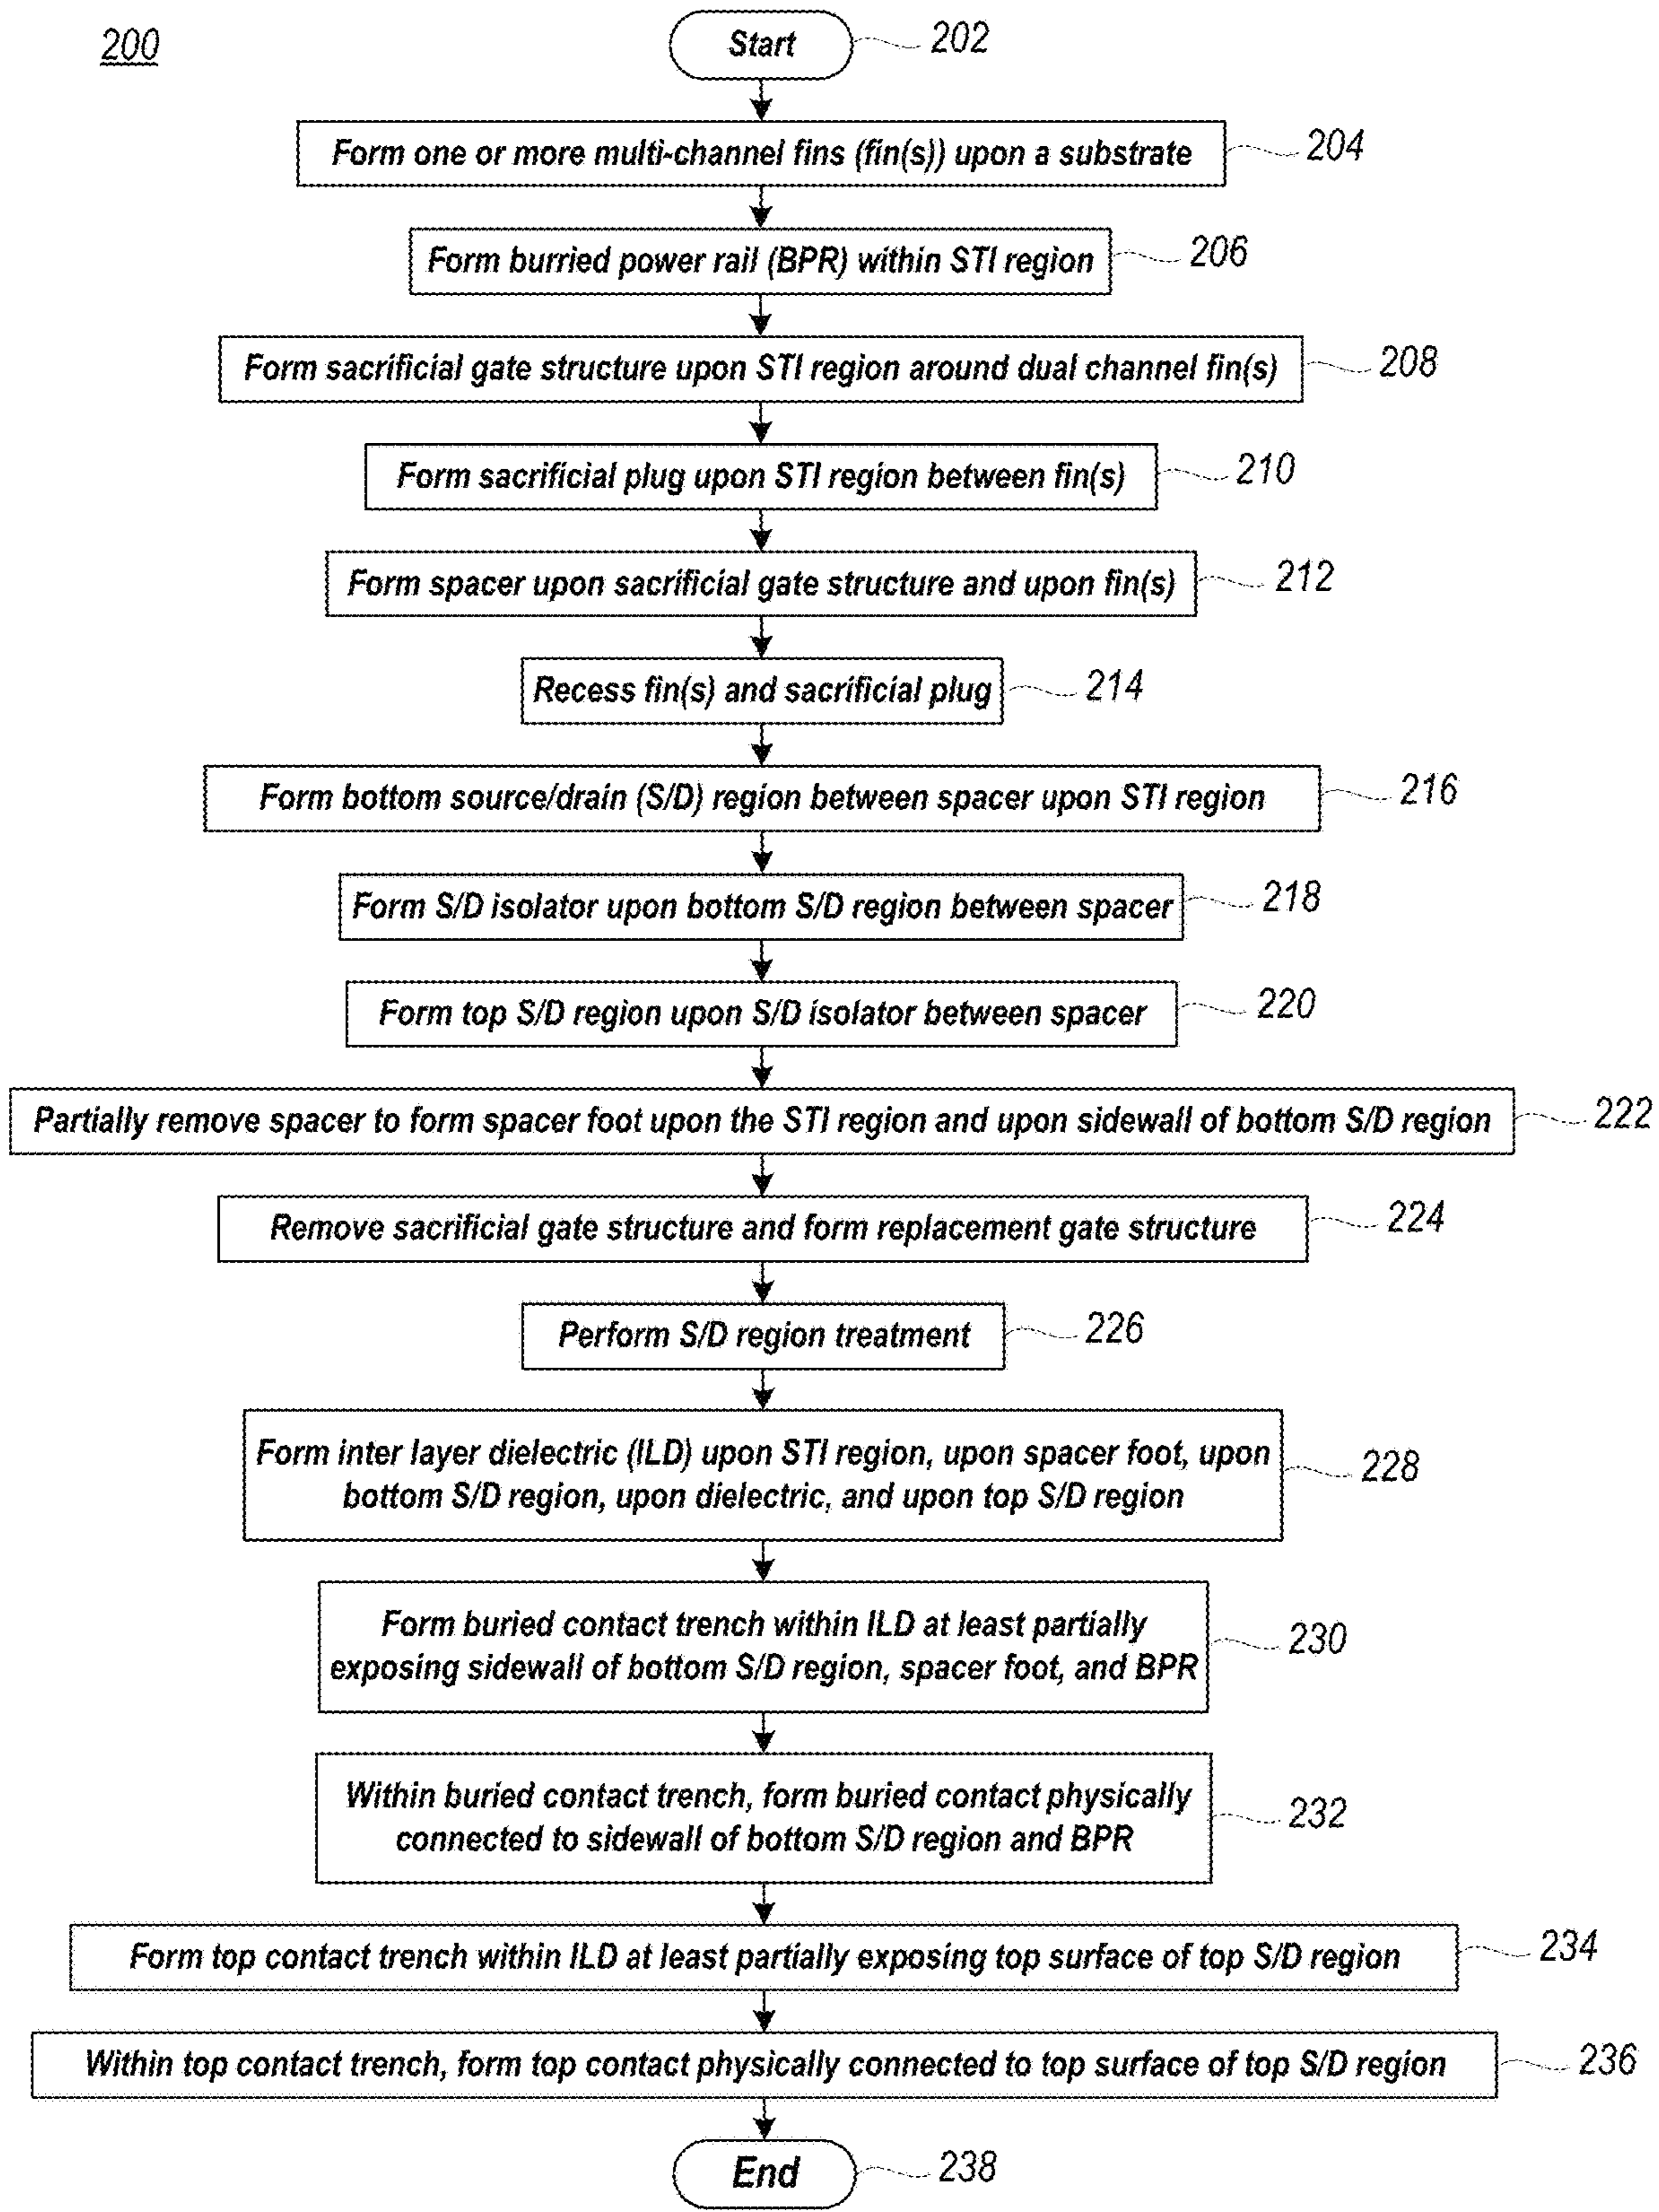 200
Start
202
Form one or more multi-channel fins (fin(s)) upon a substrate
204
Form burried power rail (BPR) within STI region
206
Form sacrificial gate structure upon STI region around dual channel fin(s)
208
Form sacrificial plug upon STI region between fin(s)
210
Form spacer upon sacrificial gate structure and upon fin(s)
212
Recess fin(s) and sacrificial plug
214
Form bottom source/drain (S/D) region between spacer upon STI region
216
Form S/D isolator upon bottom S/D region between spacer
218
Form top S/D region upon S/D isolator between spacer
220
Partially remove spacer to form spacer foot upon the STI region and upon sidewall of bottom S/D region
222
Remove sacrificial gate structure and form replacement gate structure
224
Perform S/D region treatment
226
Form inter layer dielectric (ILD) upon STI region, upon spacer foot, upon
bottom S/D region, upon dielectric, and upon top S/D region
228
Form buried contact trench within ILD at least partially
exposing sidewall of bottom S/D region, spacer foot, and BPR
230
Within buried contact trench, form buried contact physically
connected to sidewall of bottom S/D region and BPR
232
Form top contact trench within ILD at least partially exposing top surface of top S/D region
234
Within top contact trench, form top contact physically connected to top surface of top S/D region
236
End
238